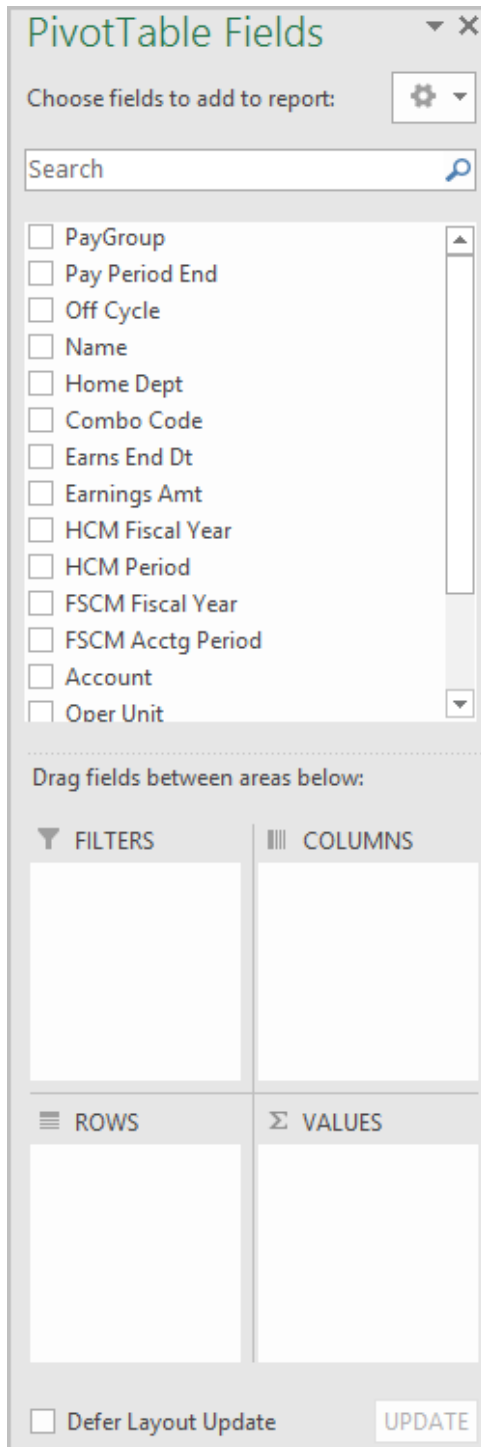 PivotTable Fields
Choose fields to add to report:
Search
PayGroup
Pay Period End
Off Cycle
Name
Home Dept
Combo Code
Earns End Dt
Earnings Amt
HCM Fiscal Year
HCM Period
FSCM Fiscal Year
FSCM Acctg Period
Account
Oper Unit
Drag fields between areas below:
FILTERS
COLUMNS
ROWS
Σ VALUES
Defer Layout Update
UPDATE